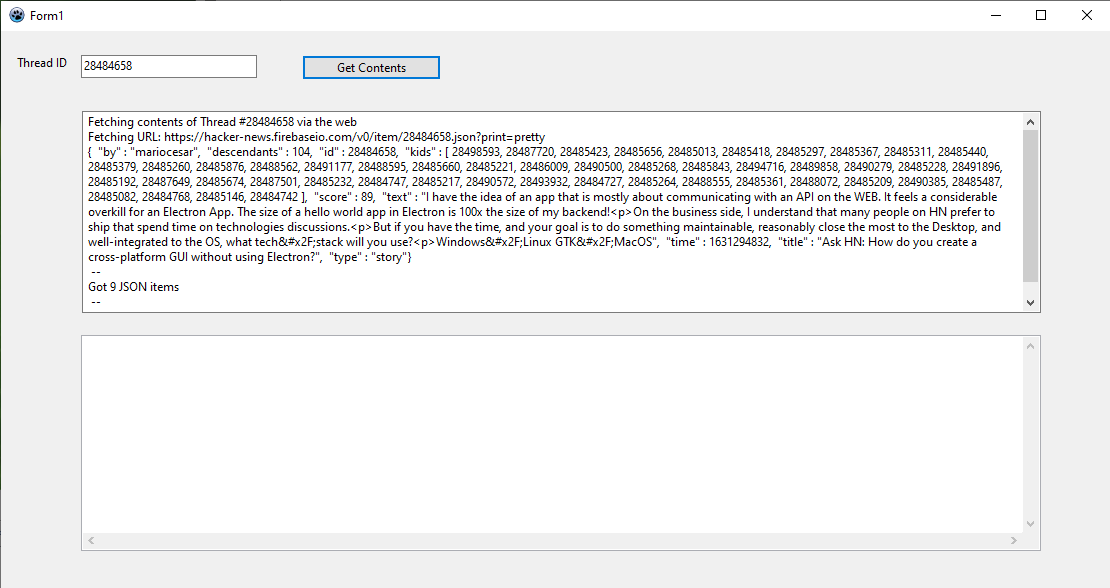 Form1
Thread ID
28484658
Get Contents
Fetching contents of Thread #28484658 via the web
Fetching URL: https://hacker-news.firebaseio.com/v0/item/28484658.json?print=pretty
{  "by" : "mariocesar",  "descendants" : 104,  "id" : 28484658,  "kids" : [ 28498593, 28487720, 28485423, 28485656, 28485013, 28485418, 28485297, 28485367, 28485311, 28485440,
28485379, 28485260, 28485876, 28488562, 28491177, 28488595, 28485660, 28485221, 28486009, 28490500, 28485268, 28485843, 28494716, 28489858, 28490279, 28485228, 28491896,
28485192, 28487649, 28485674, 28487501, 28485232, 28484747, 28485217, 28490572, 28493932, 28484727, 28485264, 28488555, 28485361, 28488072, 28485209, 28490385, 28485487,
28485082, 28484768, 28485146, 28484742 ],  "score" : 89,  "text" : "I have the idea of an app that is mostly about communicating with an API on the WEB. It feels a considerable
overkill for an Electron App. The size of a hello world app in Electron is 100x the size of my backend!<p>On the business side, I understand that many people on HN prefer to
ship that spend time on technologies discussions.<p>But if you have the time, and your goal is to do something maintainable, reasonably close the most to the Desktop, and
well-integrated to the OS, what tech&#x2F;stack will you use?<p>Windows&#x2F;Linux GTK&#x2F;MacOS",  "time" : 1631294832,  "title" : "Ask HN: How do you create a
cross-platform GUI without using Electron?",  "type" : "story"}
--
Got 9 JSON items
--